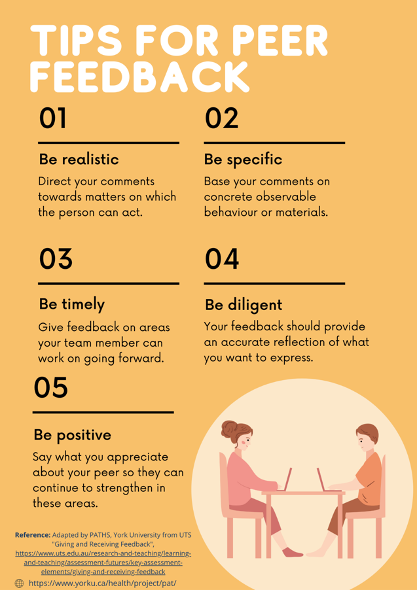 TIPS FOR PEER
FEEDBACK
01
Be realistic
Direct your comments
towards matters on which
the person can act.
02
Be specific
Base your comments on
concrete observable
behaviour or materials.
03
Be timely
Give feedback on areas
your team member can
work on going forward.
04
Be diligent
Your feedback should provide
an accurate reflection of what
you want to express.
05
Be positive
Say what you appreciate
about your peer so they can
continue to strengthen in
these areas.
Reference: Adapted by PATHS, York University from UTS
"Giving and Receiving Feedback",
https://www.uts.edu.au/research-and-teaching/learning-
and-teaching/assessment-futures/key-assessment-
elements/giving-and-receiving-feedback
https://www.yorku.ca/health/project/pat/